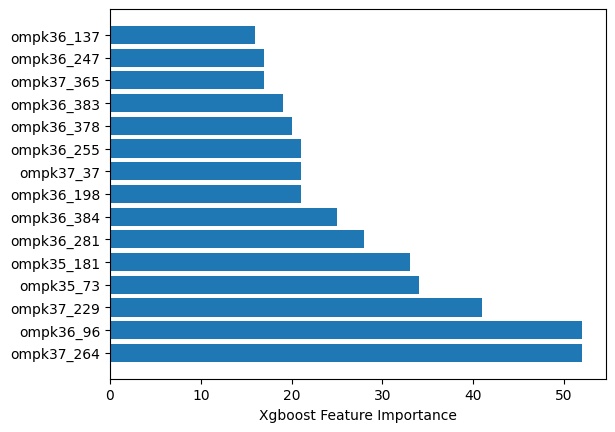 ompk36_137
ompk36_247
ompk37_365
ompk36_383
ompk36_378
ompk36_255
ompk37_37
ompk36_198
ompk36_384
ompk36_281
ompk35_181
ompk35_73
ompk37_229
ompk36_96
ompk37_264
0 10 20 30 40 50
Xgboost Feature Importance